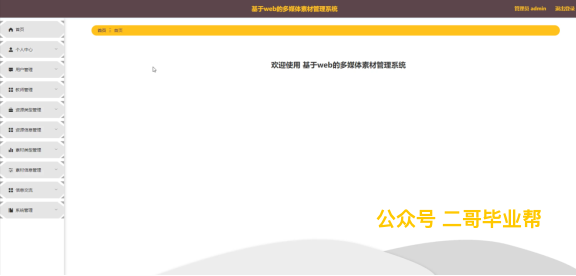 基于web的多媒体素材管理系统
管理员 admin
退出登录
首页
个人中心
用户管理
教师管理
资源类型管理
资源信息管理
素材类型管理
素材信息管理
系统管理
首页 / 首页
欢迎使用 基于web的多媒体素材管理系统
公众号 二哥毕业帮